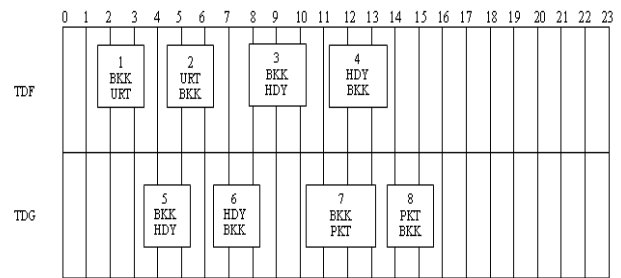 0 1 2 3 4 5 6 7 8 9 10 11 12 13 14 15 16 17 18 19 20 21 22 23
TDF
1
BKK
URT
2
URT
BKK
3
BKK
HDY
4
HDY
BKK
TDG
5
BKK
HDY
6
HDY
BKK
7
BKK
PKT
8
PKT
BKK